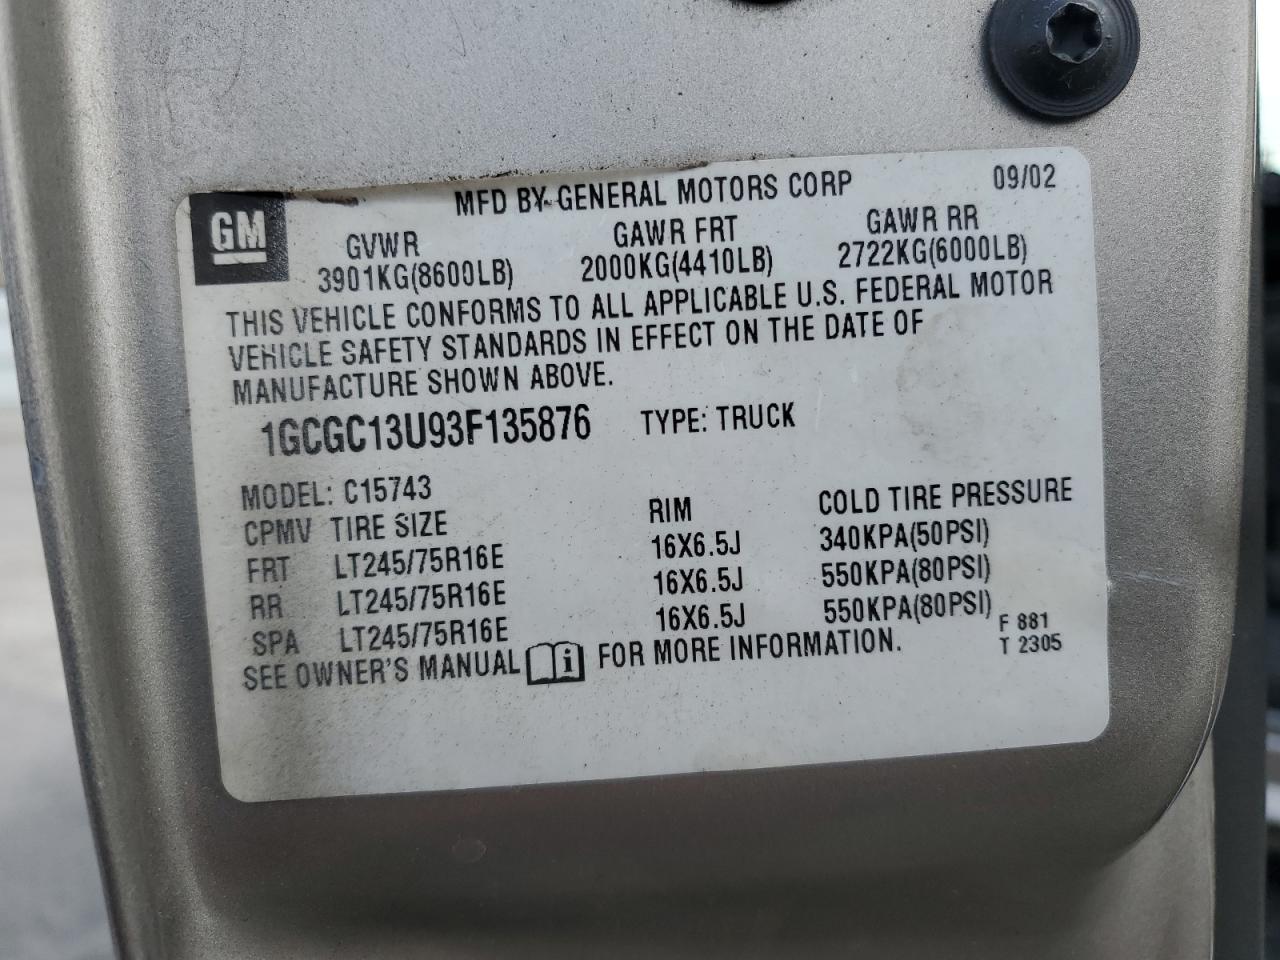 MFD BY GENERAL MOTORS CORP 09/02
GM
GVWR GAWR FRT GAWR RR
3901KG(8600LB) 2000KG(4410LB) 2722KG(6000LB)
THIS VEHICLE CONFORMS TO ALL APPLICABLE U.S. FEDERAL MOTOR
VEHICLE SAFETY STANDARDS IN EFFECT ON THE DATE OF
MANUFACTURE SHOWN ABOVE.
1GCGC13U93F135876 TYPE: TRUCK
MODEL: C15743
CPMV TIRE SIZE RIM COLD TIRE PRESSURE
FRT LT245/75R16E 16X6.5J 340KPA(50PSI)
RR LT245/75R16E 16X6.5J 550KPA(80PSI)
SPA LT245/75R16E 16X6.5J 550KPA(80PSI)
SEE OWNER'S MANUAL i FOR MORE INFORMATION.
F 881
T 2305